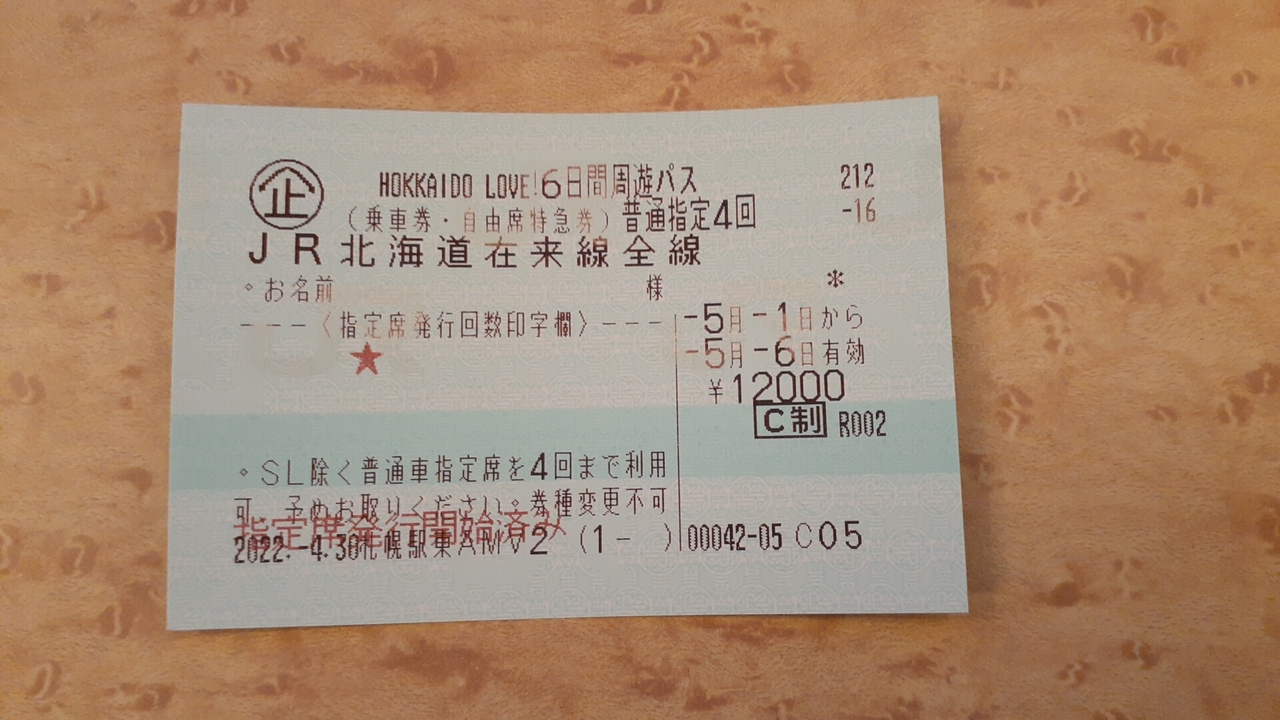 企 HOKKAIDO LOVE!6日間周遊パス 212
(乗車券・自由席特急券)普通指定4回 -16
JR北海道在来線全線
。お名前 様 *
---〈指定席発行回数印字欄〉--- -5月-1日から
★ -5月-6日有効
¥12000
C制 R002
。SL除く普通車指定席を4回まで利用
可 予めお取りください。券種変更不可
指定席発行開始済み
2022.-4.30札幌駅東AMV2 (1- ) 00042-05 C05